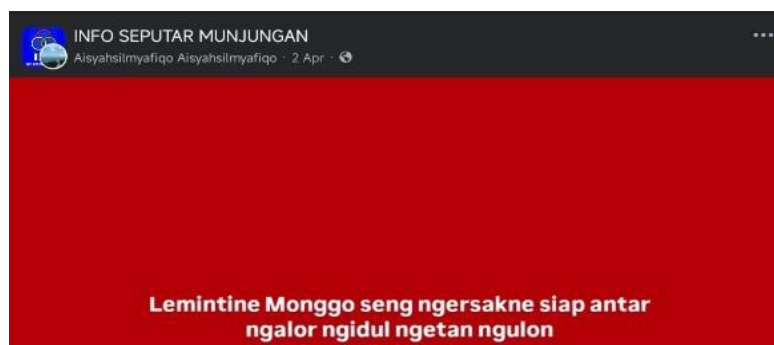 INFO SEPUTAR MUNJUNGAN
Aisyahsilmyafiqo Aisyahsilmyafiqo · 2 Apr ·
Lemintine Monggo seng ngersakne siap antar
ngalor ngidul ngetan ngulon